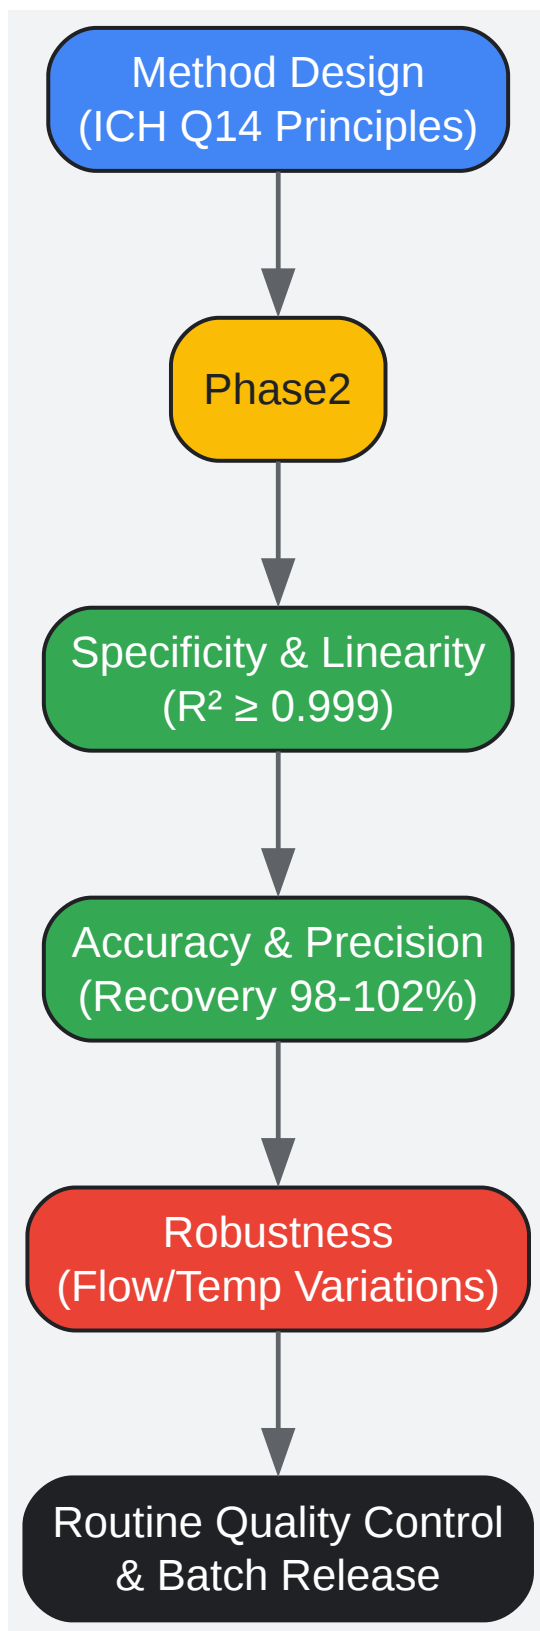 Method Design
(ICH Q14 Principles)
Phase2
Specificity & Linearity
(R² ≥ 0.999)
Accuracy & Precision
(Recovery 98-102%)
Robustness
(Flow/Temp Variations)
Routine Quality Control
& Batch Release